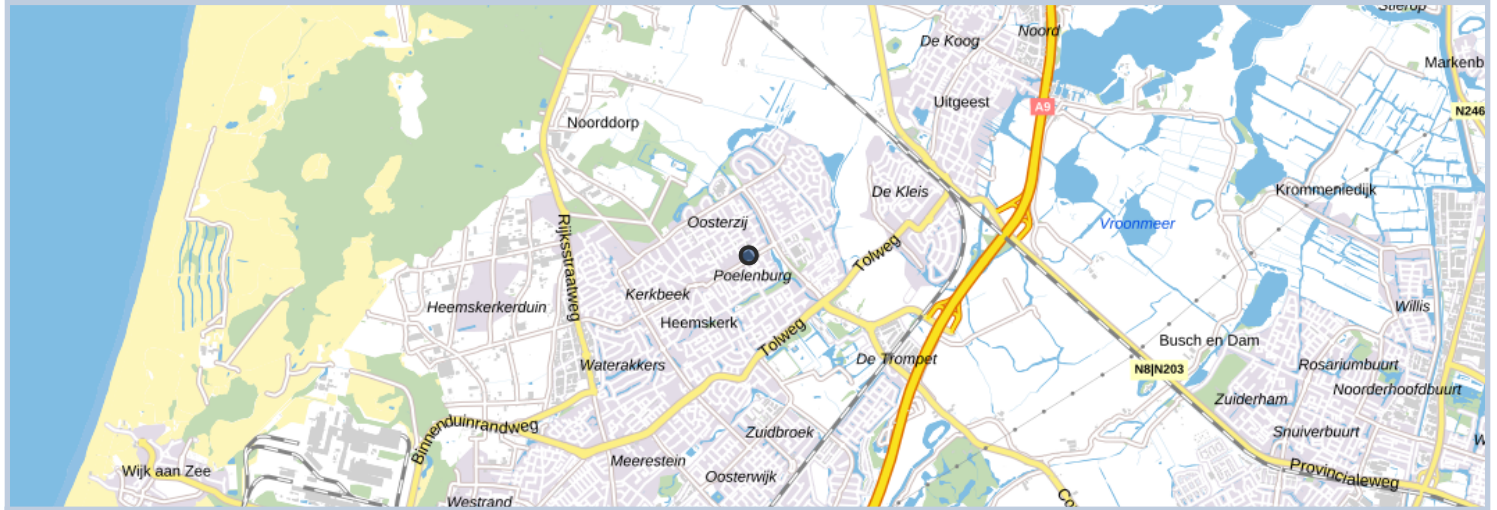 Stierop
De Koog
Noord
Markenb
Uitgeest
A9
N246
Noorddorp
De Kleis
Krommeniedijk
Oosterzij
Vroonmeer
Rijksstraatweg
Tolweg
Poelenburg
Kerkbeek
Heemskerkerduin
Willis
Heemskerk
Tolweg
Busch en Dam
De Trompet
Waterakkers
Rosariumbuurt
N8|N203
Noorderhoofdbuurt
Zuiderham
Binnenduinrandweg
Zuidbroek
Snuiverbuurt
W
Meerestein
Wijk aan Zee
Oosterwijk
Provincialeweg
Westrand
Co